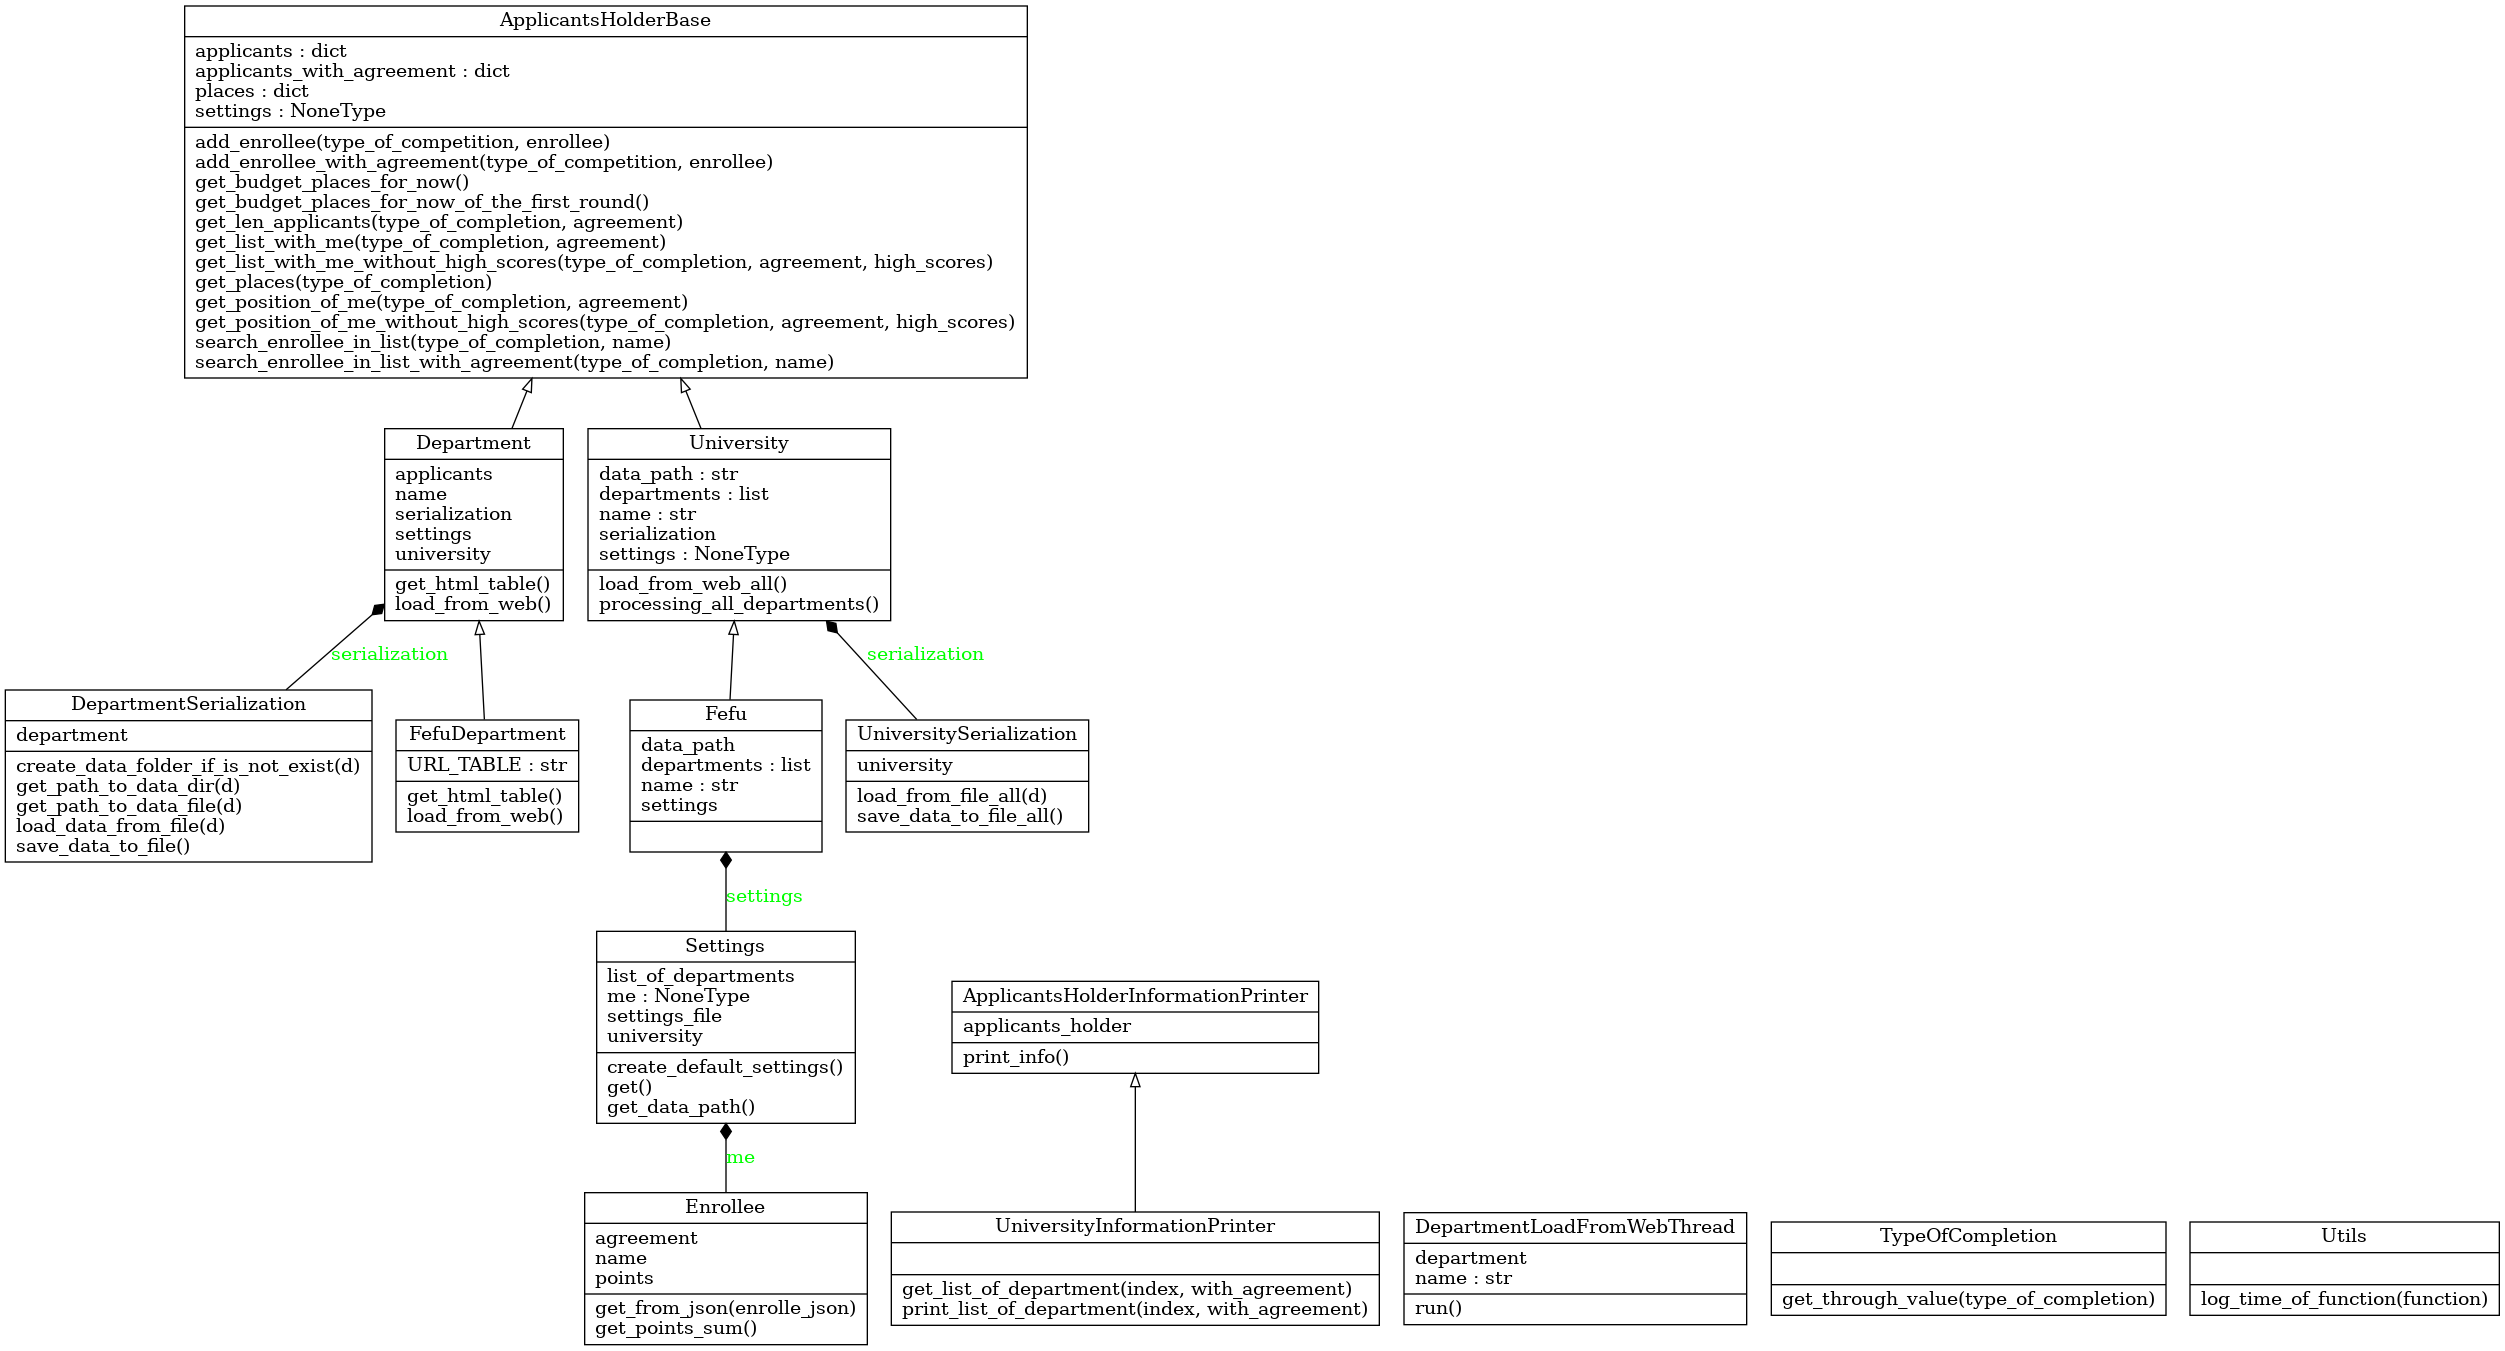 ApplicantsHolderBase
applicants : dict
applicants_with_agreement : dict
places : dict
settings : NoneType
add_enrollee(type_of_competition, enrollee)
add_enrollee_with_agreement(type_of_competition, enrollee)
get_budget_places_for_now()
get_budget_places_for_now_of_the_first_round()
get_len_applicants(type_of_completion, agreement)
get_list_with_me(type_of_completion, agreement)
get_list_with_me_without_high_scores(type_of_completion, agreement, high_scores)
get_places(type_of_completion)
get_position_of_me(type_of_completion, agreement)
get_position_of_me_without_high_scores(type_of_completion, agreement, high_scores)
search_enrollee_in_list(type_of_completion, name)
search_enrollee_in_list_with_agreement(type_of_completion, name)
Department
applicants
name
serialization
settings
university
get_html_table()
load_from_web()
University
data_path : str
departments : list
name : str
serialization
settings : NoneType
load_from_web_all()
processing_all_departments()
serialization
serialization
DepartmentSerialization
department
create_data_folder_if_is_not_exist(d)
get_path_to_data_dir(d)
get_path_to_data_file(d)
load_data_from_file(d)
save_data_to_file()
FefuDepartment
URL_TABLE : str
get_html_table()
load_from_web()
Fefu
data_path
departments : list
name : str
settings
UniversitySerialization
university
load_from_file_all(d)
save_data_to_file_all()
settings
Settings
list_of_departments
me : NoneType
settings_file
university
create_default_settings()
get()
get_data_path()
ApplicantsHolderInformationPrinter
applicants_holder
print_info()
me
Enrollee
agreement
name
points
get_from_json(enrolle_json)
get_points_sum()
UniversityInformationPrinter
get_list_of_department(index, with_agreement)
print_list_of_department(index, with_agreement)
DepartmentLoadFromWebThread
department
name : str
run()
TypeOfCompletion
get_through_value(type_of_completion)
Utils
log_time_of_function(function)